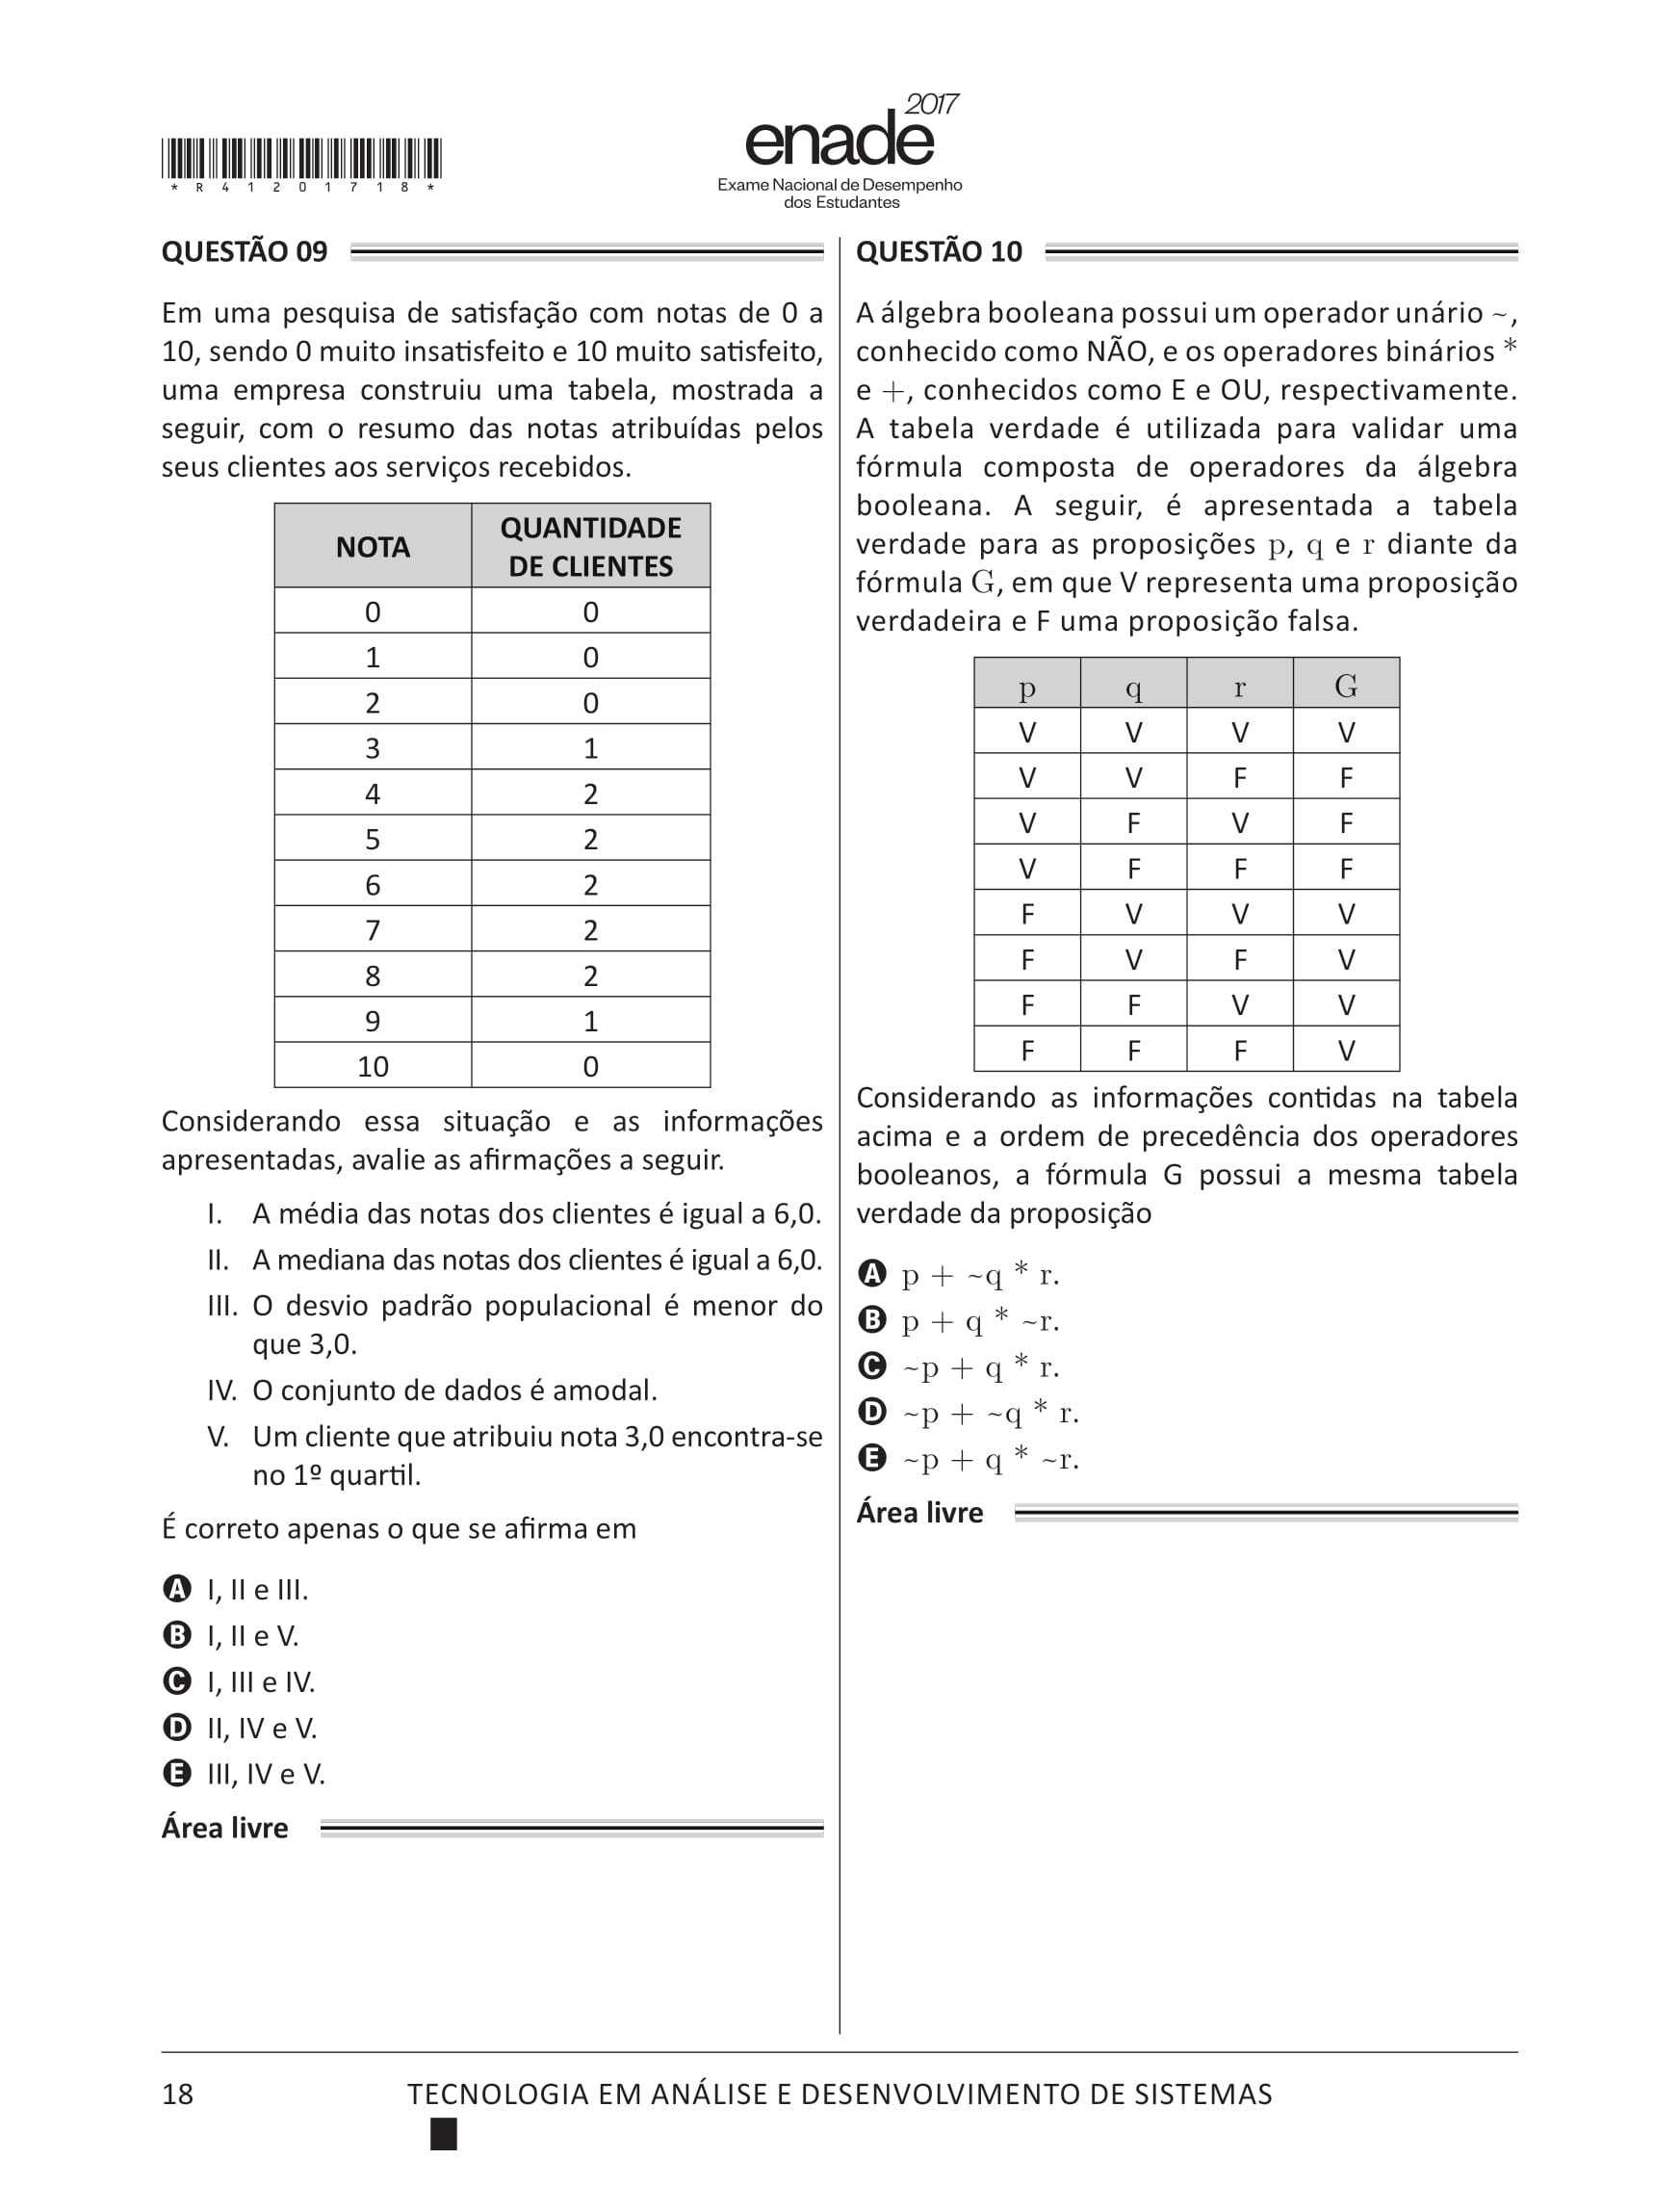 * R 4 1 2 0 1 7 1 8 *
2017
enade
Exame Nacional de Desempenho
dos Estudantes
QUESTÃO 09
Em uma pesquisa de satisfação com notas de 0 a
10, sendo 0 muito insatisfeito e 10 muito satisfeito,
uma empresa construiu uma tabela, mostrada a
seguir, com o resumo das notas atribuídas pelos
seus clientes aos serviços recebidos.
NOTA QUANTIDADE
DE CLIENTES
0 0
1 0
2 0
3 1
4 2
5 2
6 2
7 2
8 2
9 1
10 0
Considerando essa situação e as informações
apresentadas, avalie as afirmações a seguir.
I. A média das notas dos clientes é igual a 6,0.
II. A mediana das notas dos clientes é igual a 6,0.
III. O desvio padrão populacional é menor do
que 3,0.
IV. O conjunto de dados é amodal.
V. Um cliente que atribuiu nota 3,0 encontra-se
no 1º quartil.
É correto apenas o que se afirma em
A I, II e III.
B I, II e V.
C I, III e IV.
D II, IV e V.
E III, IV e V.
Área livre
QUESTÃO 10
A álgebra booleana possui um operador unário ~,
conhecido como NÃO, e os operadores binários *
e +, conhecidos como E e OU, respectivamente.
A tabela verdade é utilizada para validar uma
fórmula composta de operadores da álgebra
booleana. A seguir, é apresentada a tabela
verdade para as proposições p, q e r diante da
fórmula G, em que V representa uma proposição
verdadeira e F uma proposição falsa.
p q r G
V V V V
V V F F
V F V F
V F F F
F V V V
F V F V
F F V V
F F F V
Considerando as informações contidas na tabela
acima e a ordem de precedência dos operadores
booleanos, a fórmula G possui a mesma tabela
verdade da proposição
A p + ~q * r.
B p + q * ~r.
C ~p + q * r.
D ~p + ~q * r.
E ~p + q * ~r.
Área livre
18
TECNOLOGIA EM ANÁLISE E DESENVOLVIMENTO DE SISTEMAS